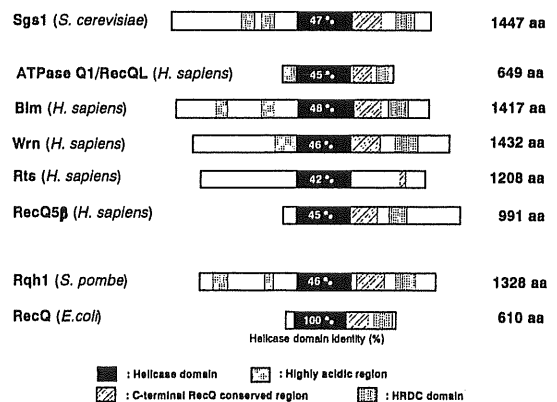 Sgs1 (S. cerevisiae) 47% 1447 aa
ATPase Q1/RecQL (H. sapiens) 45% 649 aa
Blm (H. sapiens) 48% 1417 aa
Wrn (H. sapiens) 46% 1432 aa
Rts (H. sapiens) 42% 1208 aa
RecQ5β (H. sapiens) 45% 991 aa
Rqh1 (S. pombe) 46% 1328 aa
RecQ (E.coli) 100% 610 aa
Helicase domain identity (%)
: Helicase domain : Highly acidic region
: C-terminal RecQ conserved region : HRDC domain